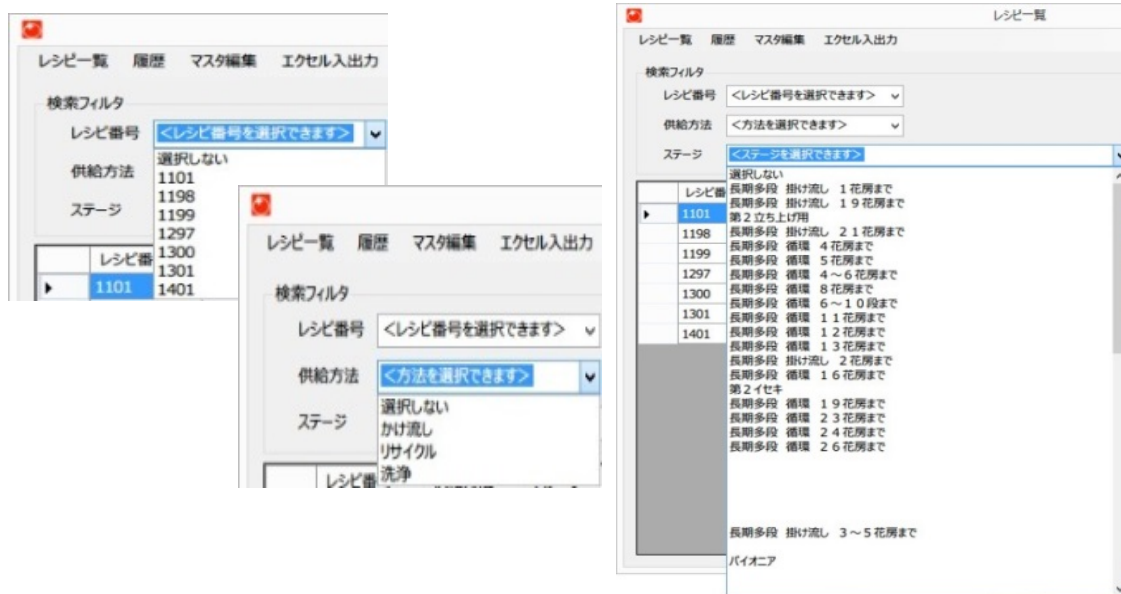 レシピ一覧 履歴 マスタ編集 エクセル入出力
検索フィルタ
レシピ番号 <レシピ番号を選択できます>
供給方法
ステージ
選択しない
1101
1198
1199
1297
1300
1301
1401
レシピ番
1101
レシピ一覧 履歴 マスタ編集 エクセル入出力
検索フィルタ
レシピ番号 <レシピ番号を選択できます>
供給方法 <方法を選択できます>
ステージ
選択しない
かけ流し
リサイクル
洗浄
レシピ番
レシピ一覧
レシピ一覧 履歴 マスタ編集 エクセル入出力
検索フィルタ
レシピ番号 <レシピ番号を選択できます>
供給方法 <方法を選択できます>
ステージ <ステージを選択できます>
選択しない
長期多段 掛け流し 1花房まで
長期多段 掛け流し 19花房まで
第2立ち上げ用
長期多段 掛け流し 21花房まで
長期多段 循環 4花房まで
長期多段 循環 5花房まで
長期多段 循環 4~6花房まで
長期多段 循環 8花房まで
長期多段 循環 6~10段まで
長期多段 循環 11花房まで
長期多段 循環 12花房まで
長期多段 循環 13花房まで
長期多段 掛け流し 2花房まで
長期多段 循環 16花房まで
第2イセキ
長期多段 循環 19花房まで
長期多段 循環 23花房まで
長期多段 循環 24花房まで
長期多段 循環 26花房まで
長期多段 掛け流し 3~5花房まで
パイオニア
レシピ番
1101
1198
1199
1297
1300
1301
1401